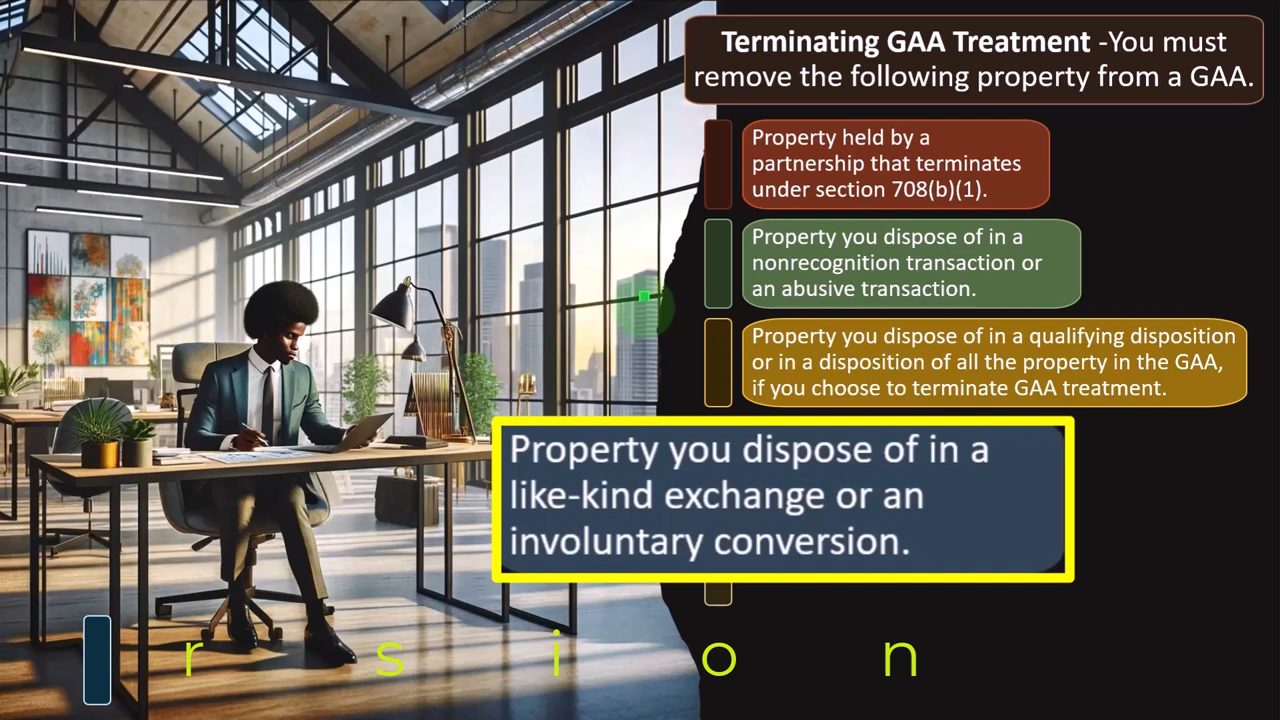 Terminating GAA Treatment -You must
remove the following property from a GAA.
Property held by a
partnership that terminates
under section 708(b)(1).
Property you dispose of in a
nonrecognition transaction or
an abusive transaction.
Property you dispose of in a qualifying disposition
or in a disposition of all the property in the GAA,
if you choose to terminate GAA treatment.
Property you dispose of in a
like-kind exchange or an
involuntary conversion.
r s i o n